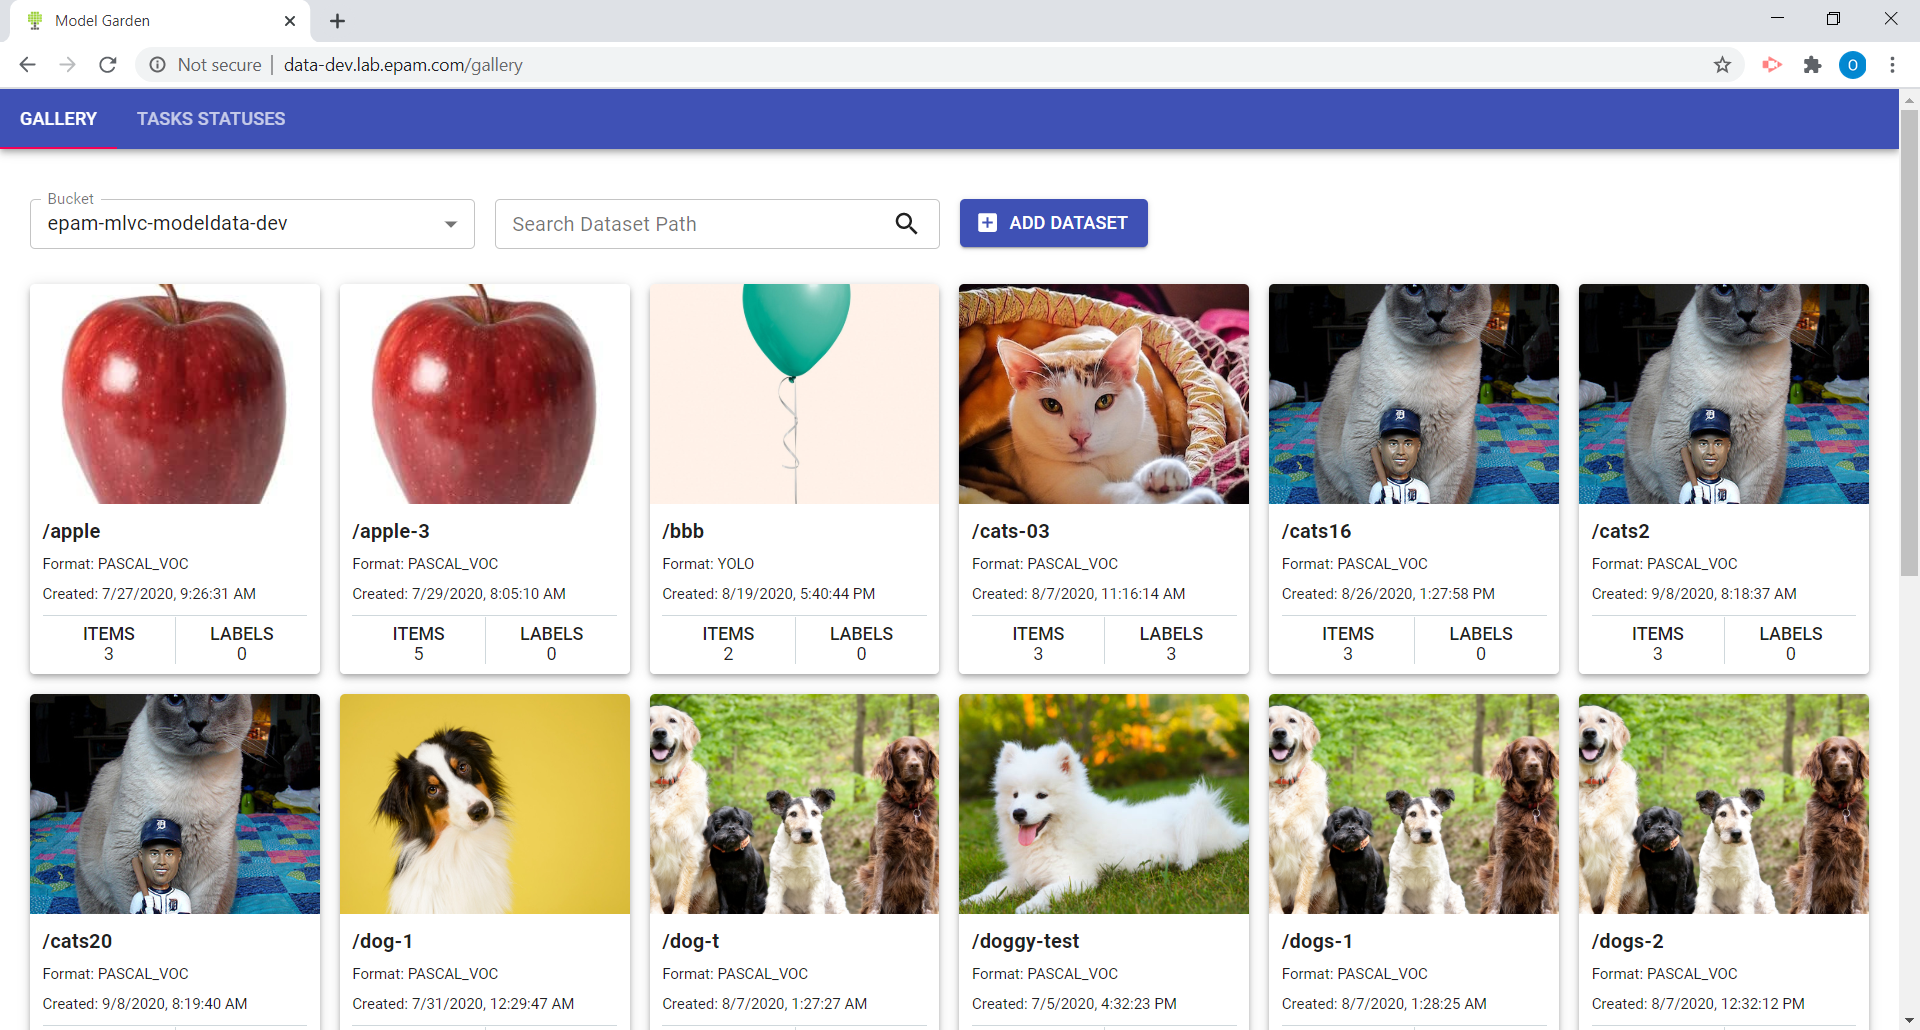 Model Garden
Not secure | data-dev.lab.epam.com/gallery
O
GALLERY TASKS STATUSES
Bucket
epam-mlvc-modeldata-dev
Search Dataset Path
ADD DATASET
/apple
Format: PASCAL_VOC
Created: 7/27/2020, 9:26:31 AM
ITEMS LABELS
3 0
/apple-3
Format: PASCAL_VOC
Created: 7/29/2020, 8:05:10 AM
ITEMS LABELS
5 0
/bbb
Format: YOLO
Created: 8/19/2020, 5:40:44 PM
ITEMS LABELS
2 0
/cats-03
Format: PASCAL_VOC
Created: 8/7/2020, 11:16:14 AM
ITEMS LABELS
3 3
/cats16
Format: PASCAL_VOC
Created: 8/26/2020, 1:27:58 PM
ITEMS LABELS
3 0
/cats2
Format: PASCAL_VOC
Created: 9/8/2020, 8:18:37 AM
ITEMS LABELS
3 0
/cats20
Format: PASCAL_VOC
Created: 9/8/2020, 8:19:40 AM
/dog-1
Format: PASCAL_VOC
Created: 7/31/2020, 12:29:47 AM
/dog-t
Format: PASCAL_VOC
Created: 8/7/2020, 1:27:27 AM
/doggy-test
Format: PASCAL_VOC
Created: 7/5/2020, 4:32:23 PM
/dogs-1
Format: PASCAL_VOC
Created: 8/7/2020, 1:28:25 AM
/dogs-2
Format: PASCAL_VOC
Created: 8/7/2020, 12:32:12 PM